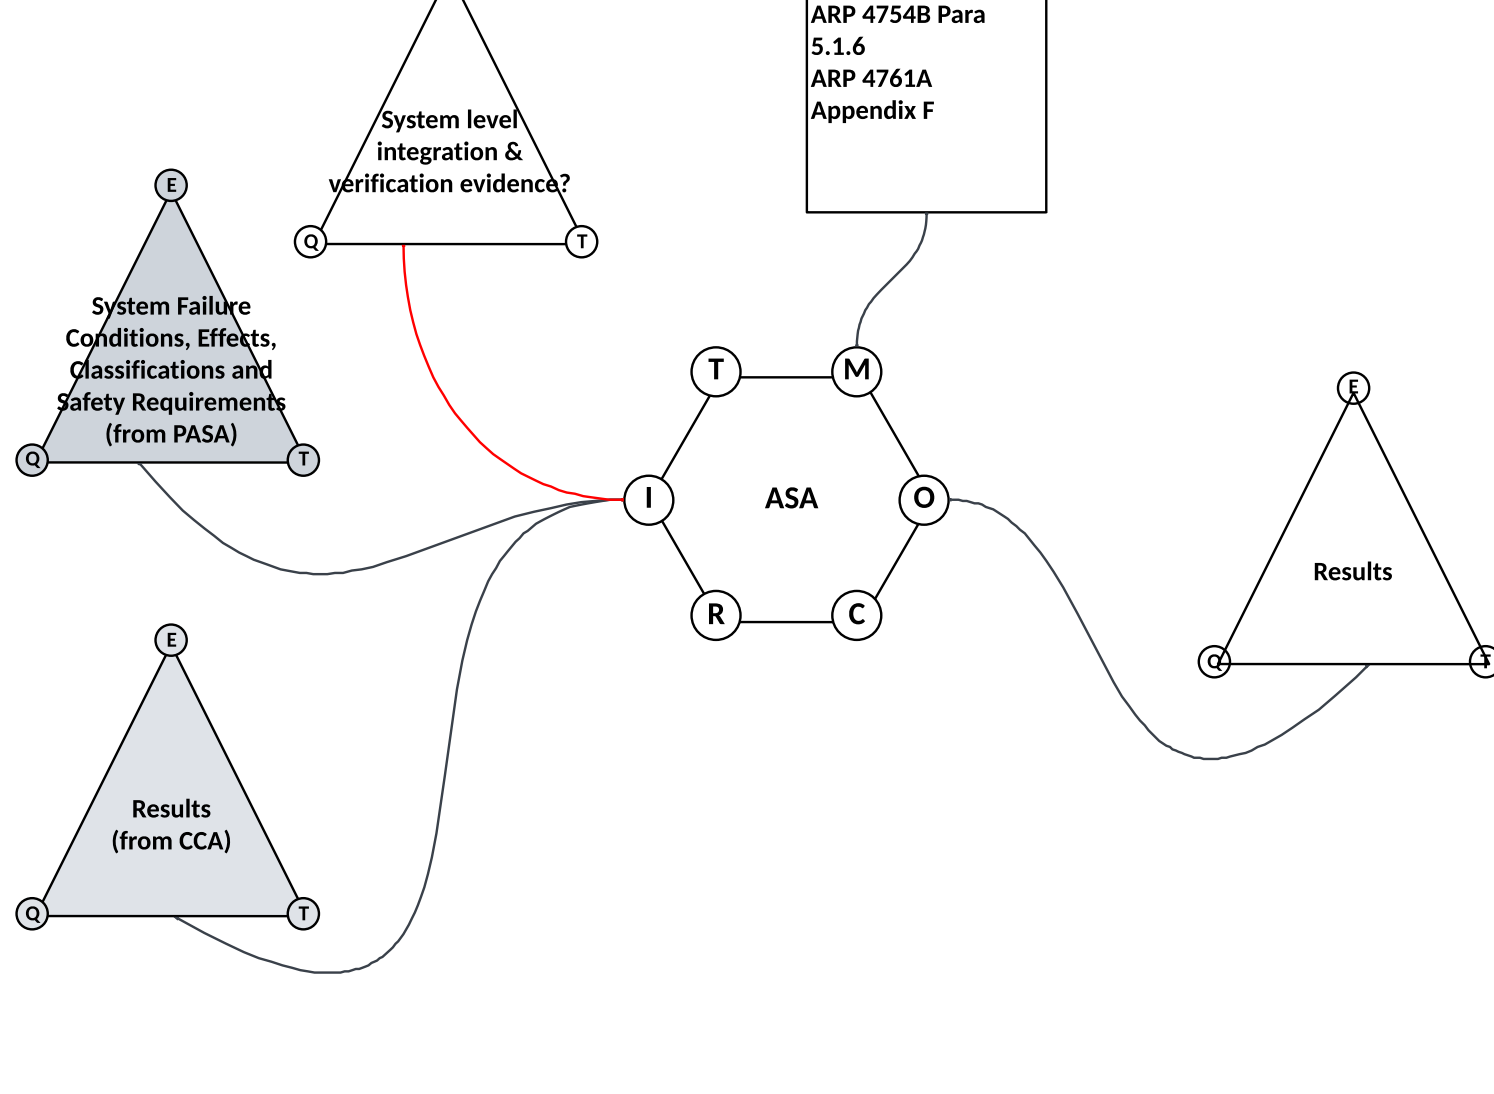 ARP 4754B Para
5.1.6
ARP 4761A
Appendix F
System level
integration &
verification evidence?
Q
T
E
System Failure
Conditions, Effects,
Classifications and
Safety Requirements
(from PASA)
Q
T
T
M
I
ASA
O
R
C
E
Results
Q
T
E
Results
(from CCA)
Q
T